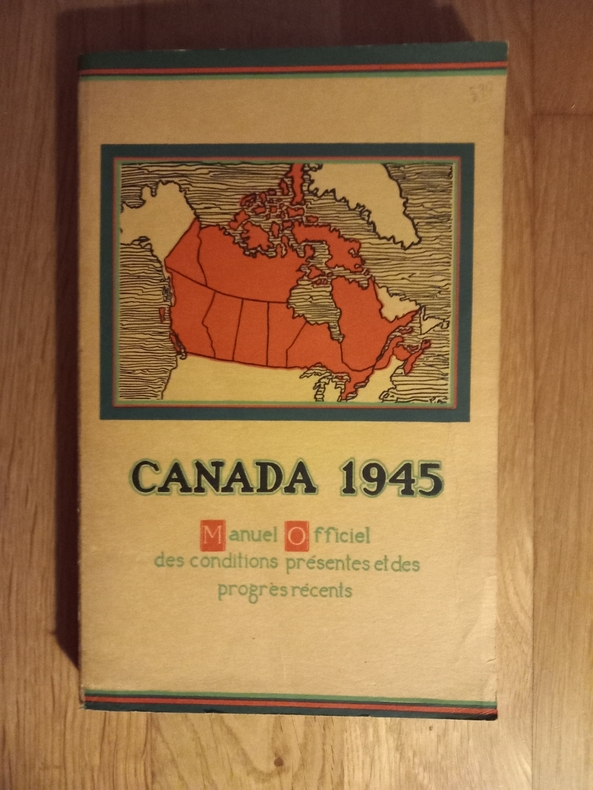 CANADA 1945
Manuel Officiel
des conditions présentes et des
progrès récents